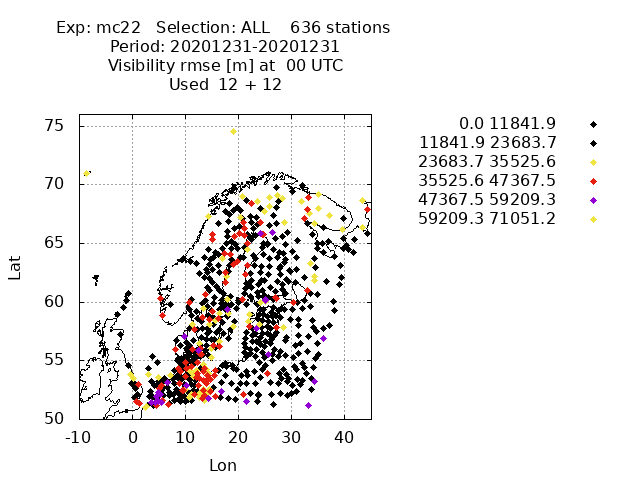 Exp: mc22 Selection: ALL 636 stations
Period: 20201231-20201231
Visibility rmse [m] at 00 UTC
Used 12 + 12
0.0 11841.9
11841.9 23683.7
23683.7 35525.6
35525.6 47367.5
47367.5 59209.3
59209.3 71051.2
75
70
65
60
55
50
Lat
-10 0 10 20 30 40
Lon